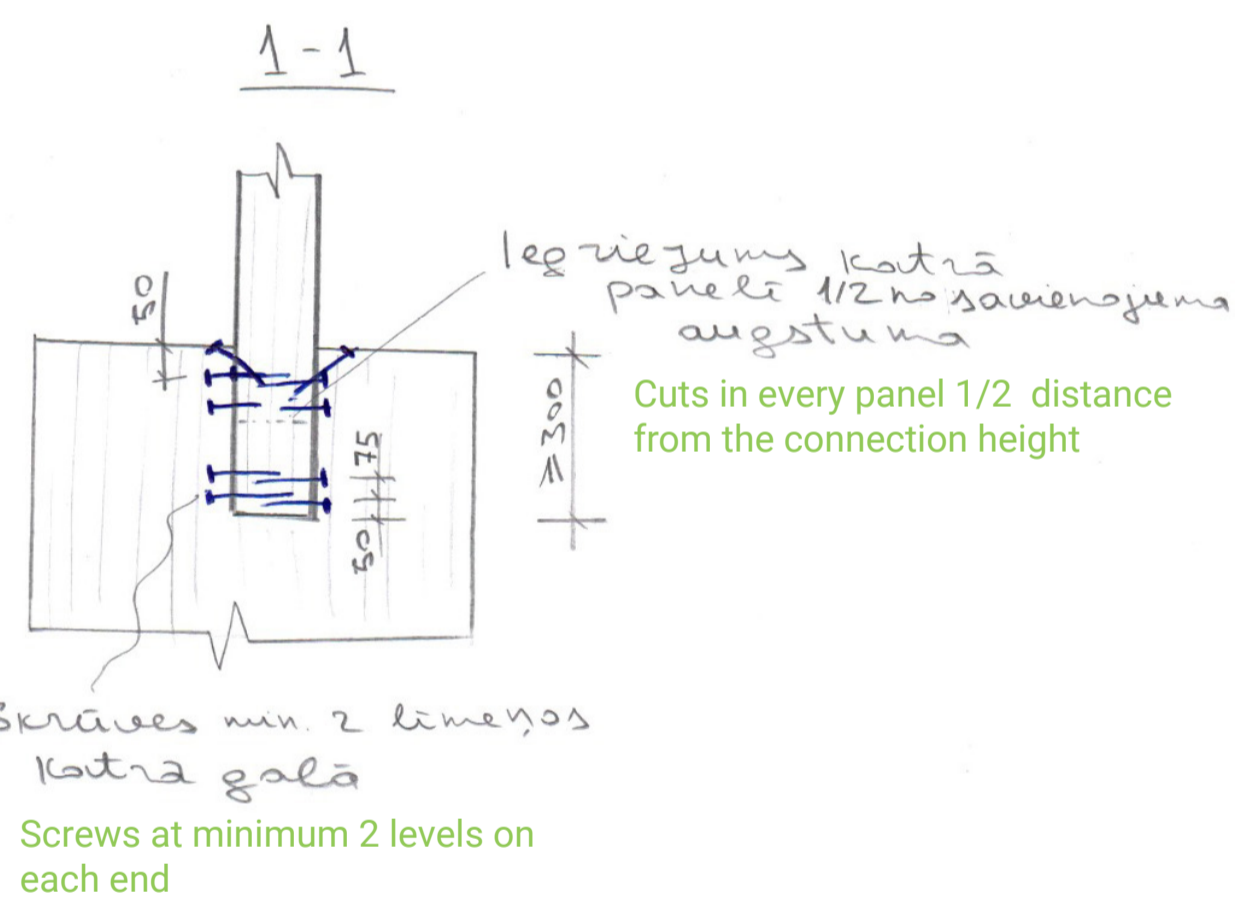 1-1
50
Iegriezums katrā
panelī 1/2 no savienojuma
augstuma
≥300
Cuts in every panel 1/2 distance
from the connection height
75
50
Skrūves min. 2 līmeņos
katrā galā
Screws at minimum 2 levels on
each end